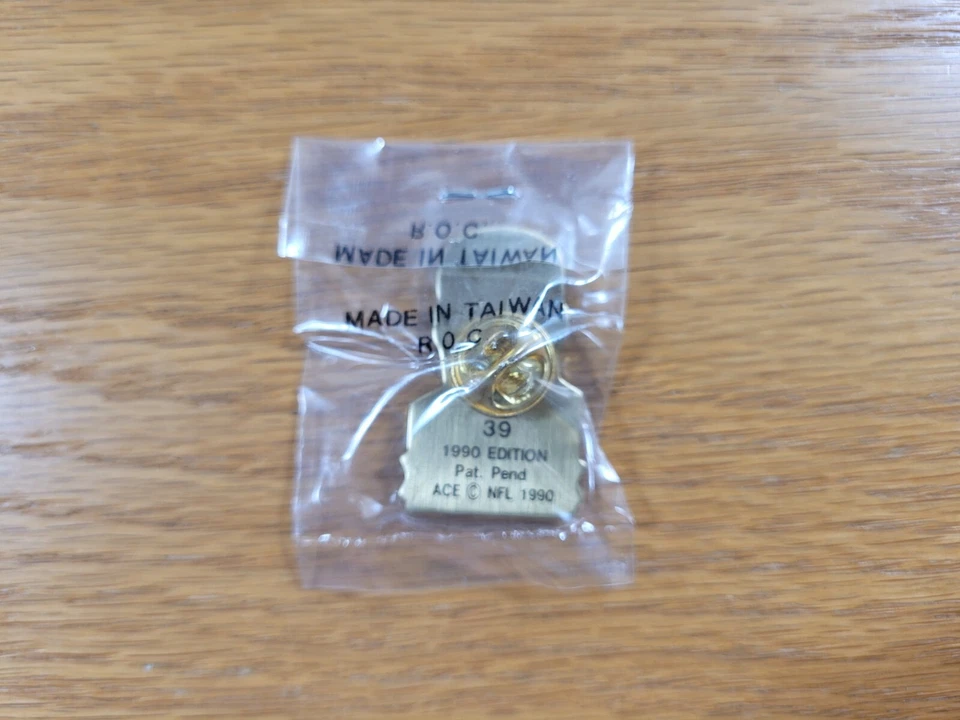 R.O.C.
MADE IN TAIWAN
MADE IN TAIWAN
R.O.C
39
1990 EDITION
Pat. Pend
ACE © NFL 1990